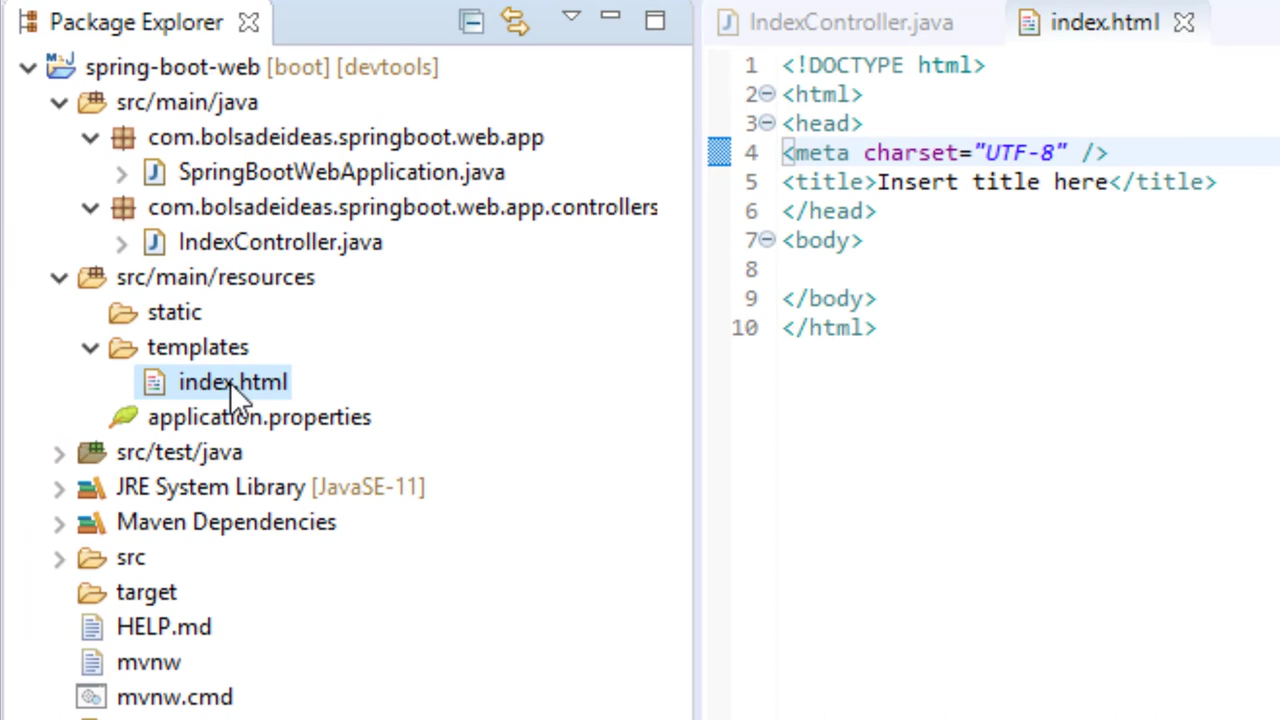 Package Explorer
spring-boot-web [boot] [devtools]
src/main/java
com.bolsadeideas.springboot.web.app
SpringBootWebApplication.java
com.bolsadeideas.springboot.web.app.controllers
IndexController.java
src/main/resources
static
templates
index.html
application.properties
src/test/java
JRE System Library [JavaSE-11]
Maven Dependencies
src
target
HELP.md
mvnw
mvnw.cmd
IndexController.java
index.html
1 <!DOCTYPE html>
2 <html>
3 <head>
4 <meta charset="UTF-8" />
5 <title>Insert title here</title>
6 </head>
7 <body>
8
9 </body>
10 </html>